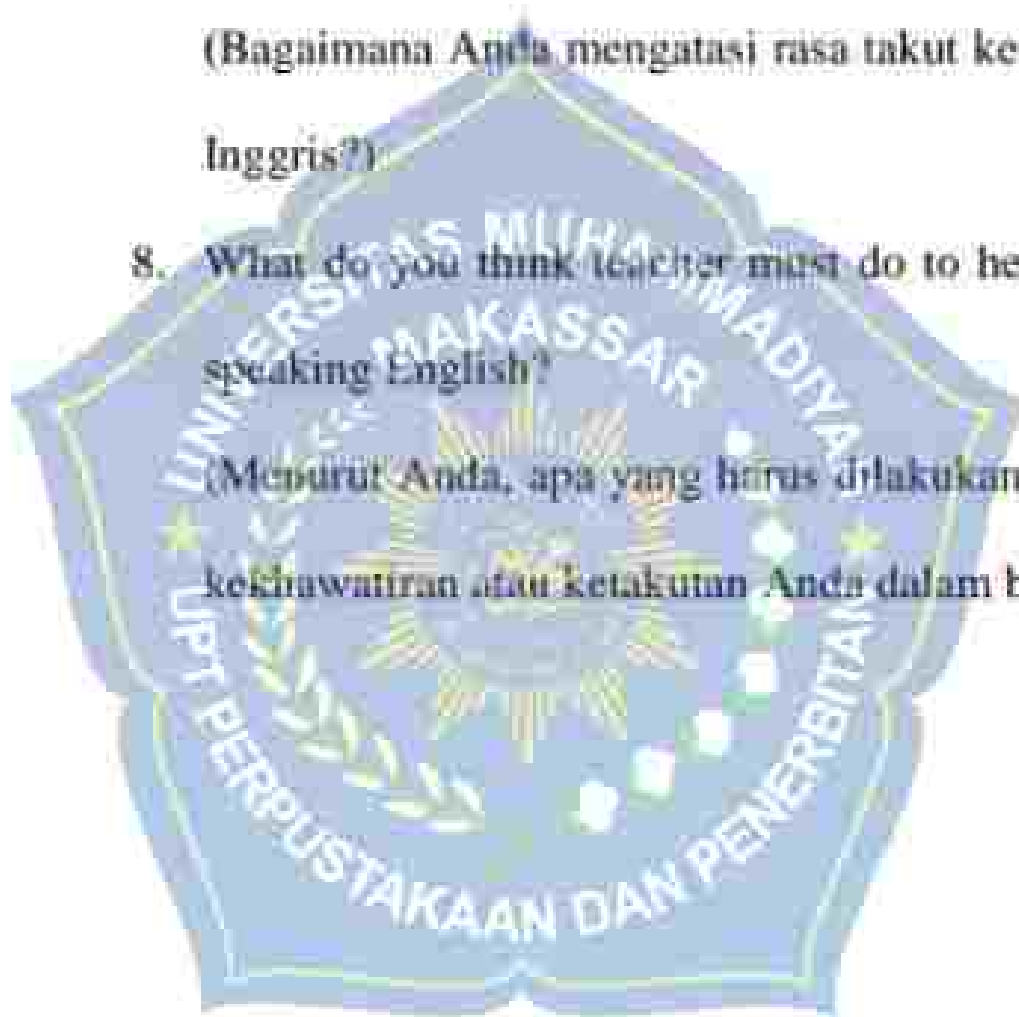 (Bagaimana Anda mengatasi rasa takut ke
Inggris?)
8. What do you think teacher must do to he
speaking English?
(Menurut Anda, apa yang harus dilakukan
kekhawatiran atau ketakutan Anda dalam b
UNIVERSITAS MUHAMMADIYA
MAKASSAR
UPT PERPUSTAKAAN DAN PENERBITAN